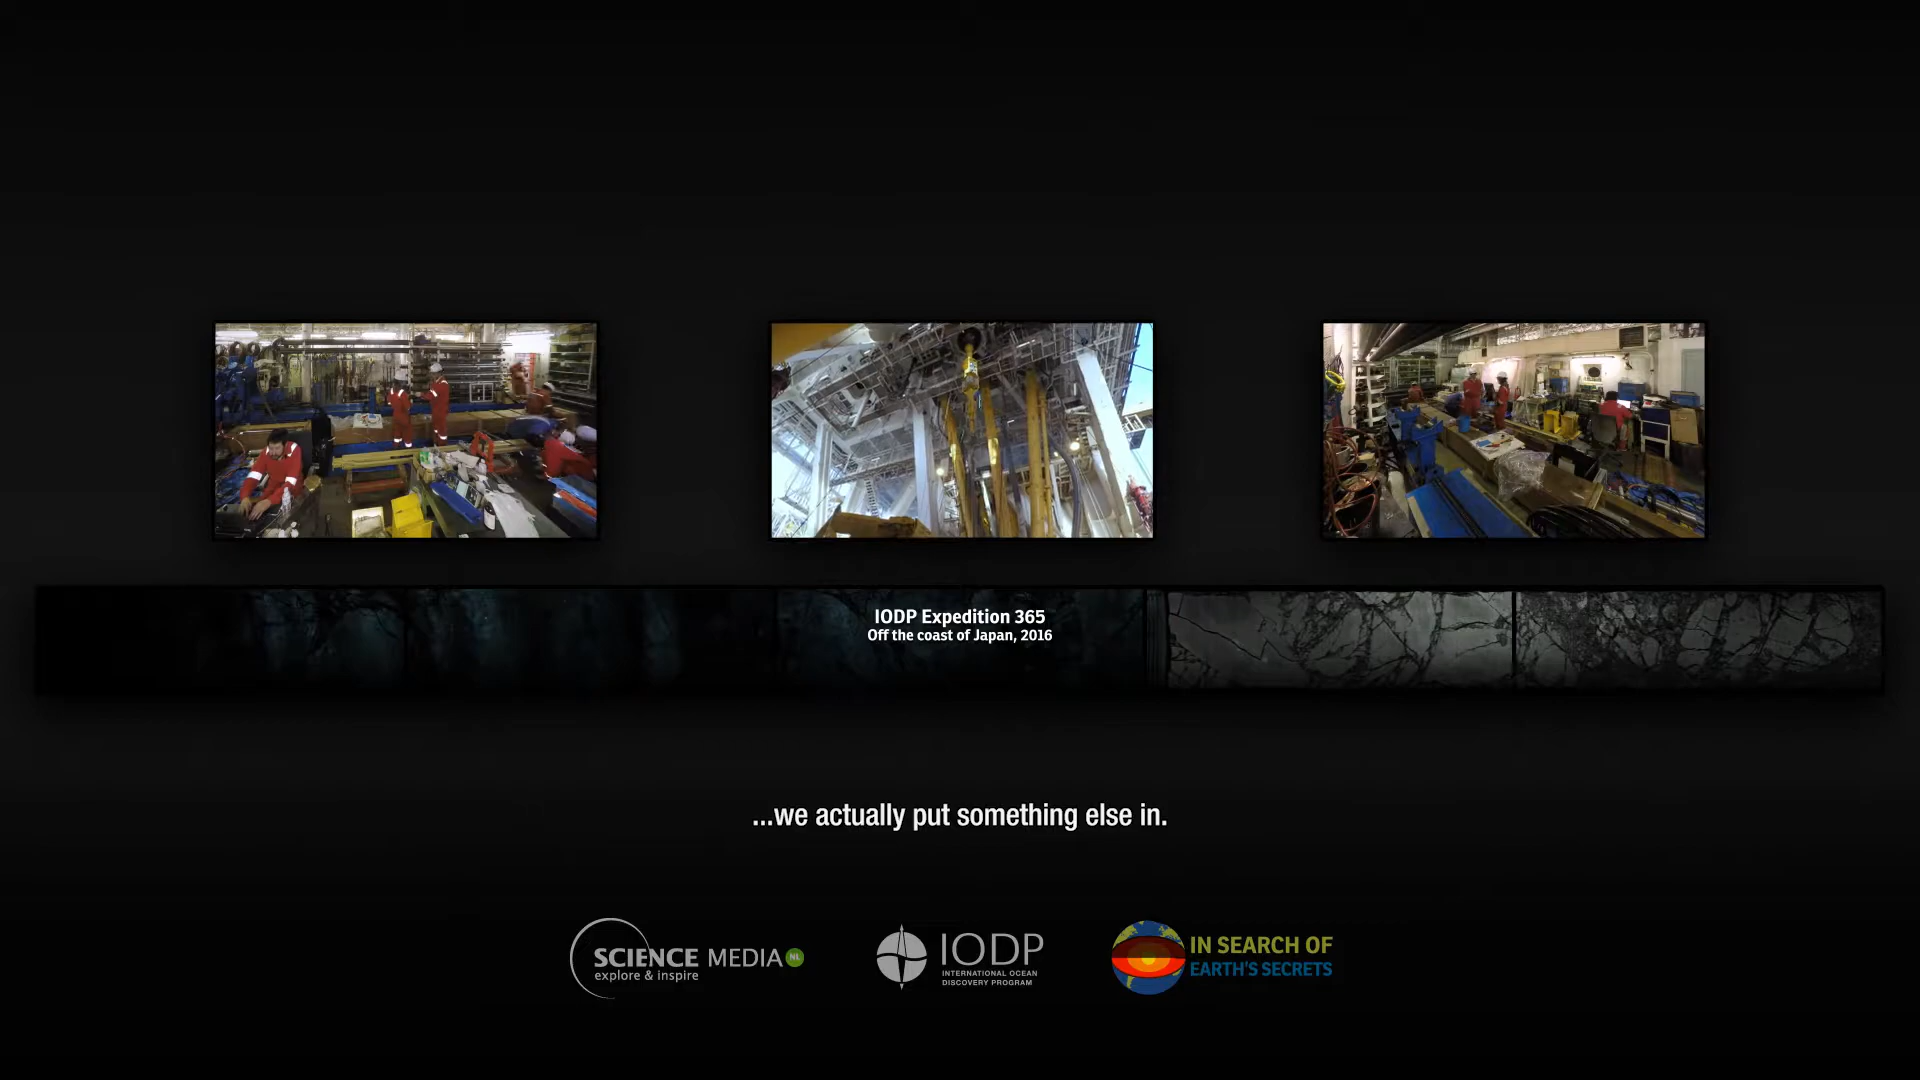 IODP Expedition 365
Off the coast of Japan, 2016
...we actually put something else in.
SCIENCE MEDIA NL
explore & inspire
IODP
INTERNATIONAL OCEAN
DISCOVERY PROGRAM
IN SEARCH OF
EARTH'S SECRETS